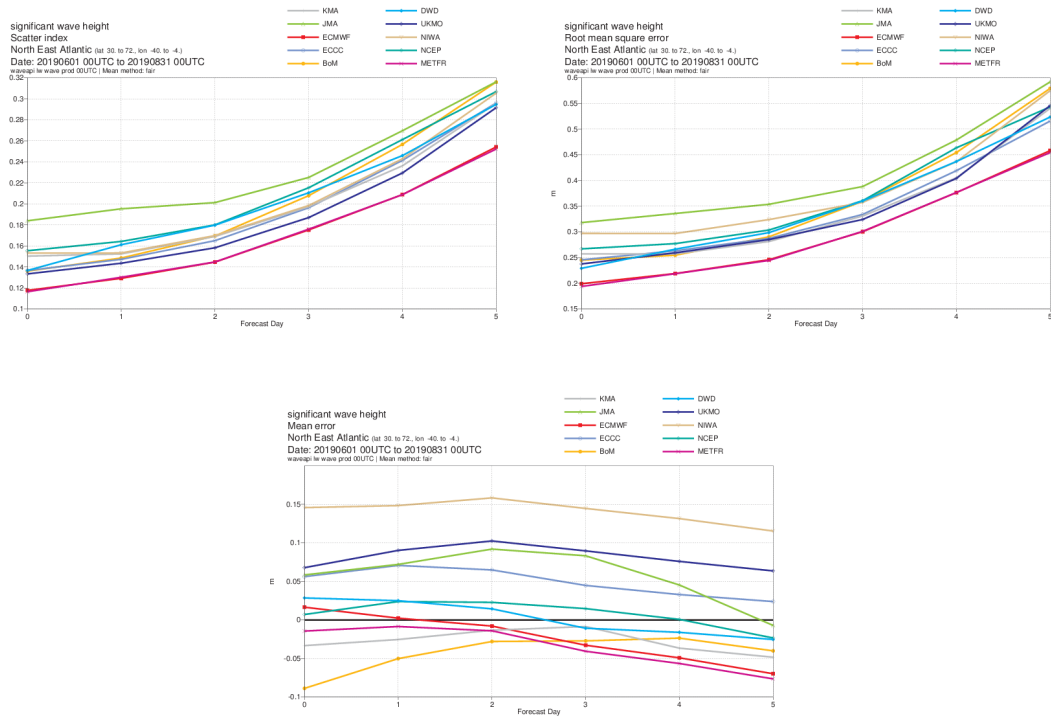 significant wave height
Scatter index
North East Atlantic (lat 30. to 72., lon -40. to -4.)
Date: 20190601 00UTC to 20190831 00UTC
waveapi lw wave prod 00UTC | Mean method: fair
KMA DWD
JMA UKMO
ECMWF NIWA
ECCC NCEP
BoM METFR
0.32
0.3
0.28
0.26
0.24
0.22
0.2
0.18
0.16
0.14
0.12
0.1
0 1 2 3 4 5
Forecast Day
significant wave height
Root mean square error
North East Atlantic (lat 30. to 72., lon -40. to -4.)
Date: 20190601 00UTC to 20190831 00UTC
waveapi lw wave prod 00UTC | Mean method: fair
KMA DWD
JMA UKMO
ECMWF NIWA
ECCC NCEP
BoM METFR
0.6
0.55
0.5
0.45
0.4
0.35
0.3
0.25
0.2
0.15
m
0 1 2 3 4 5
Forecast Day
significant wave height
Mean error
North East Atlantic (lat 30. to 72., lon -40. to -4.)
Date: 20190601 00UTC to 20190831 00UTC
waveapi lw wave prod 00UTC | Mean method: fair
KMA DWD
JMA UKMO
ECMWF NIWA
ECCC NCEP
BoM METFR
0.15
0.1
0.05
0
-0.05
-0.1
m
0 1 2 3 4 5
Forecast Day